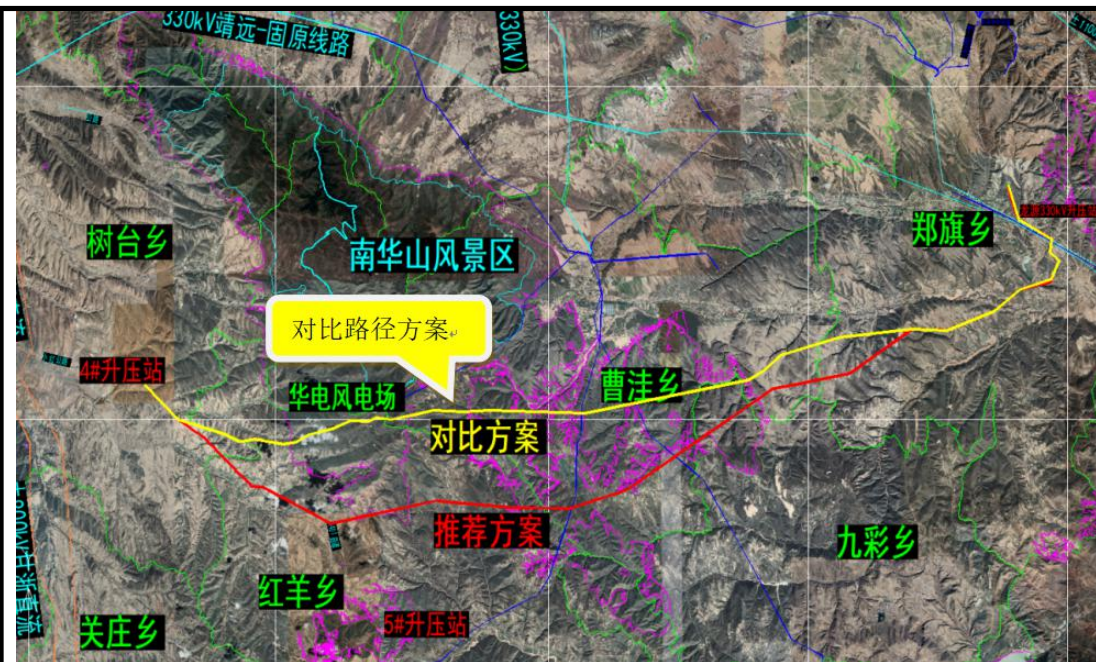 330kV靖远-固原线路
330kV)
郑旗乡
树台乡
南华山风景区
对比路径方案
4#升压站
华电风电场
曹洼乡
对比方案
推荐方案
九彩乡
红羊乡
5#升压站
关庄乡